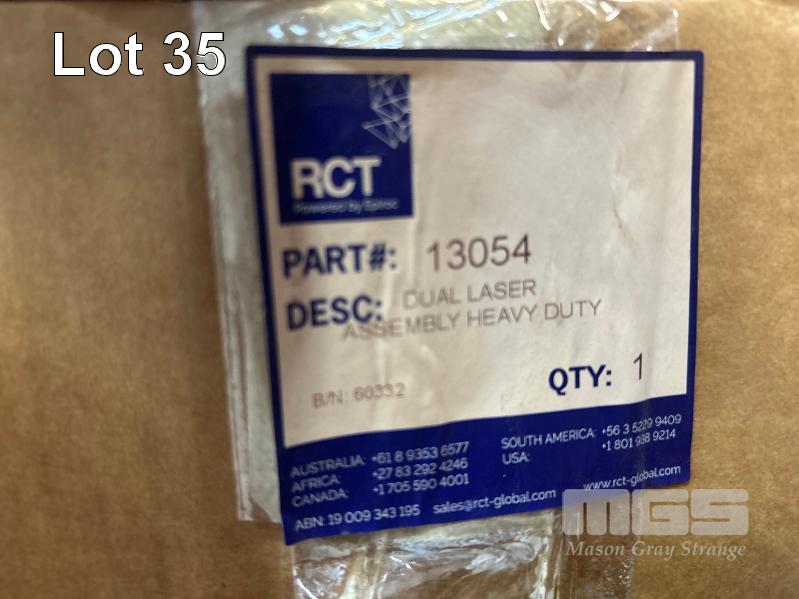 Lot 35
RCT
Powered by Epiroc
PART#: 13054
DESC: DUAL LASER
ASSEMBLY HEAVY DUTY
B/N: 60332
QTY: 1
AUSTRALIA: +61 8 9353 6577
AFRICA: +27 83 292 4246
CANADA: +1 705 590 4001
SOUTH AMERICA: +56 3 5229 9409
USA: +1 801 938 9214
ABN: 19 009 343 195 sales@rct-global.com www.rct-global.com
MGS
Mason Gray Strange